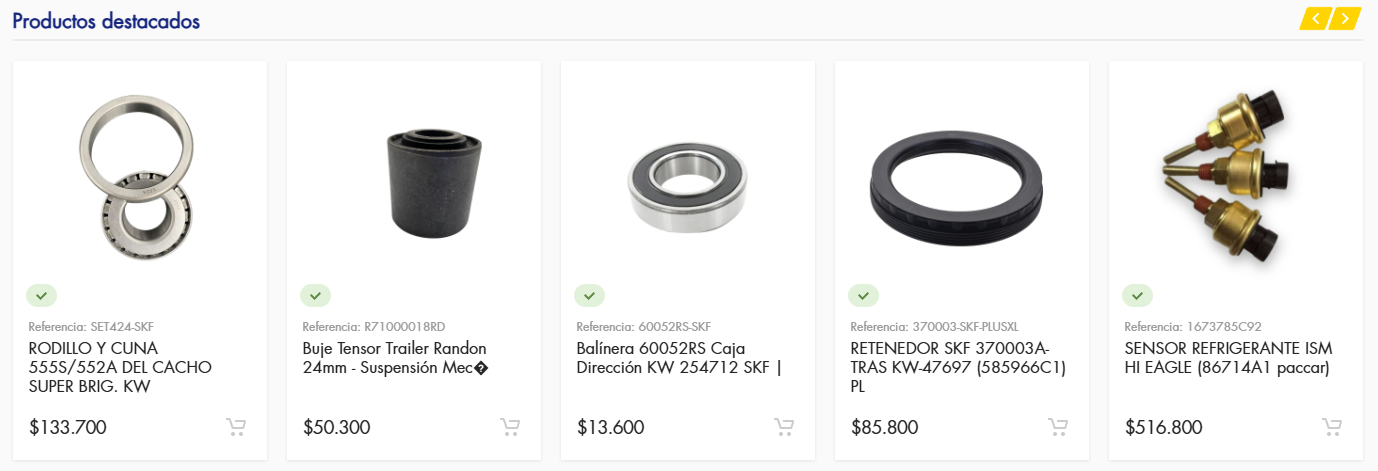 Productos destacados
Referencia: SET424-SKF
RODILLO Y CUNA
555S/552A DEL CACHO
SUPER BRIG. KW
$133.700
Referencia: R71000018RD
Buje Tensor Trailer Randon
24mm - Suspensión Mec�
$50.300
Referencia: 60052RS-SKF
Balínera 60052RS Caja
Dirección KW 254712 SKF |
$13.600
Referencia: 370003-SKF-PLUSXL
RETENEDOR SKF 370003A-
TRAS KW-47697 (585966C1)
PL
$85.800
Referencia: 1673785C92
SENSOR REFRIGERANTE ISM
HI EAGLE (86714A1 paccar)
$516.800